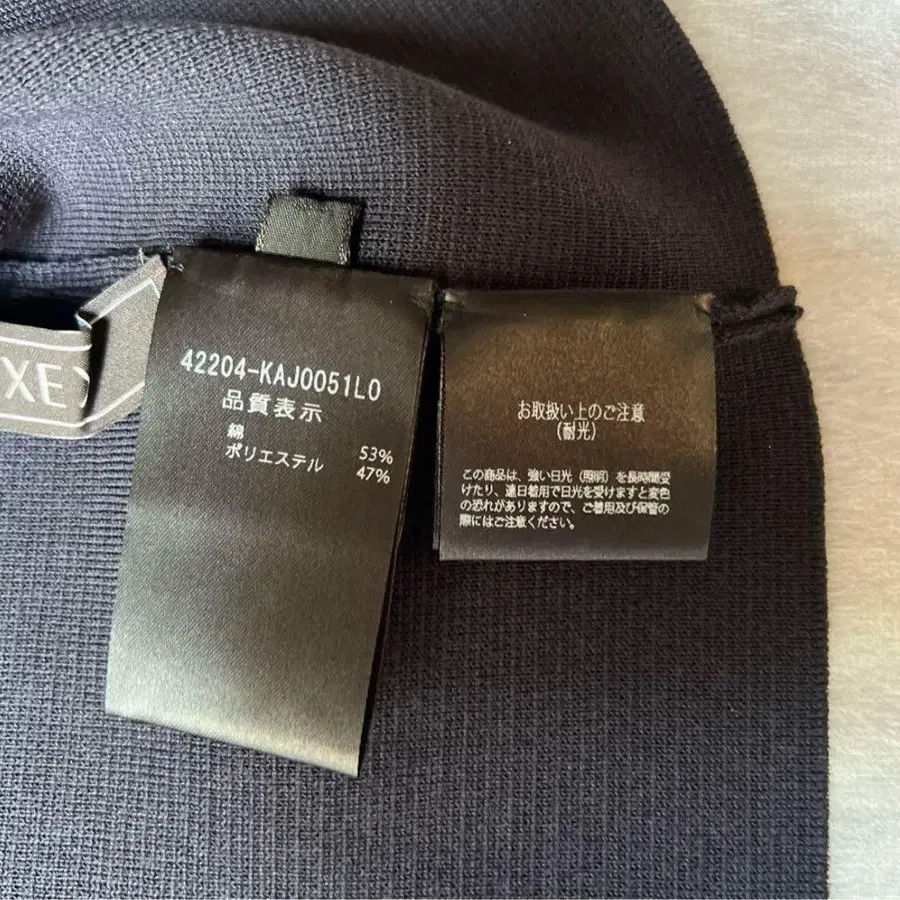 XE
42204-KAJ0051L0
品質表示
綿 53%
ポリエステル 47%
お取扱い上のご注意
(耐光)
この商品は、強い日光(照明)を長時間受
けたり、連日着用で日光を受けますと変色
の恐れがありますので、ご着用及び保管の
際にはご注意ください。